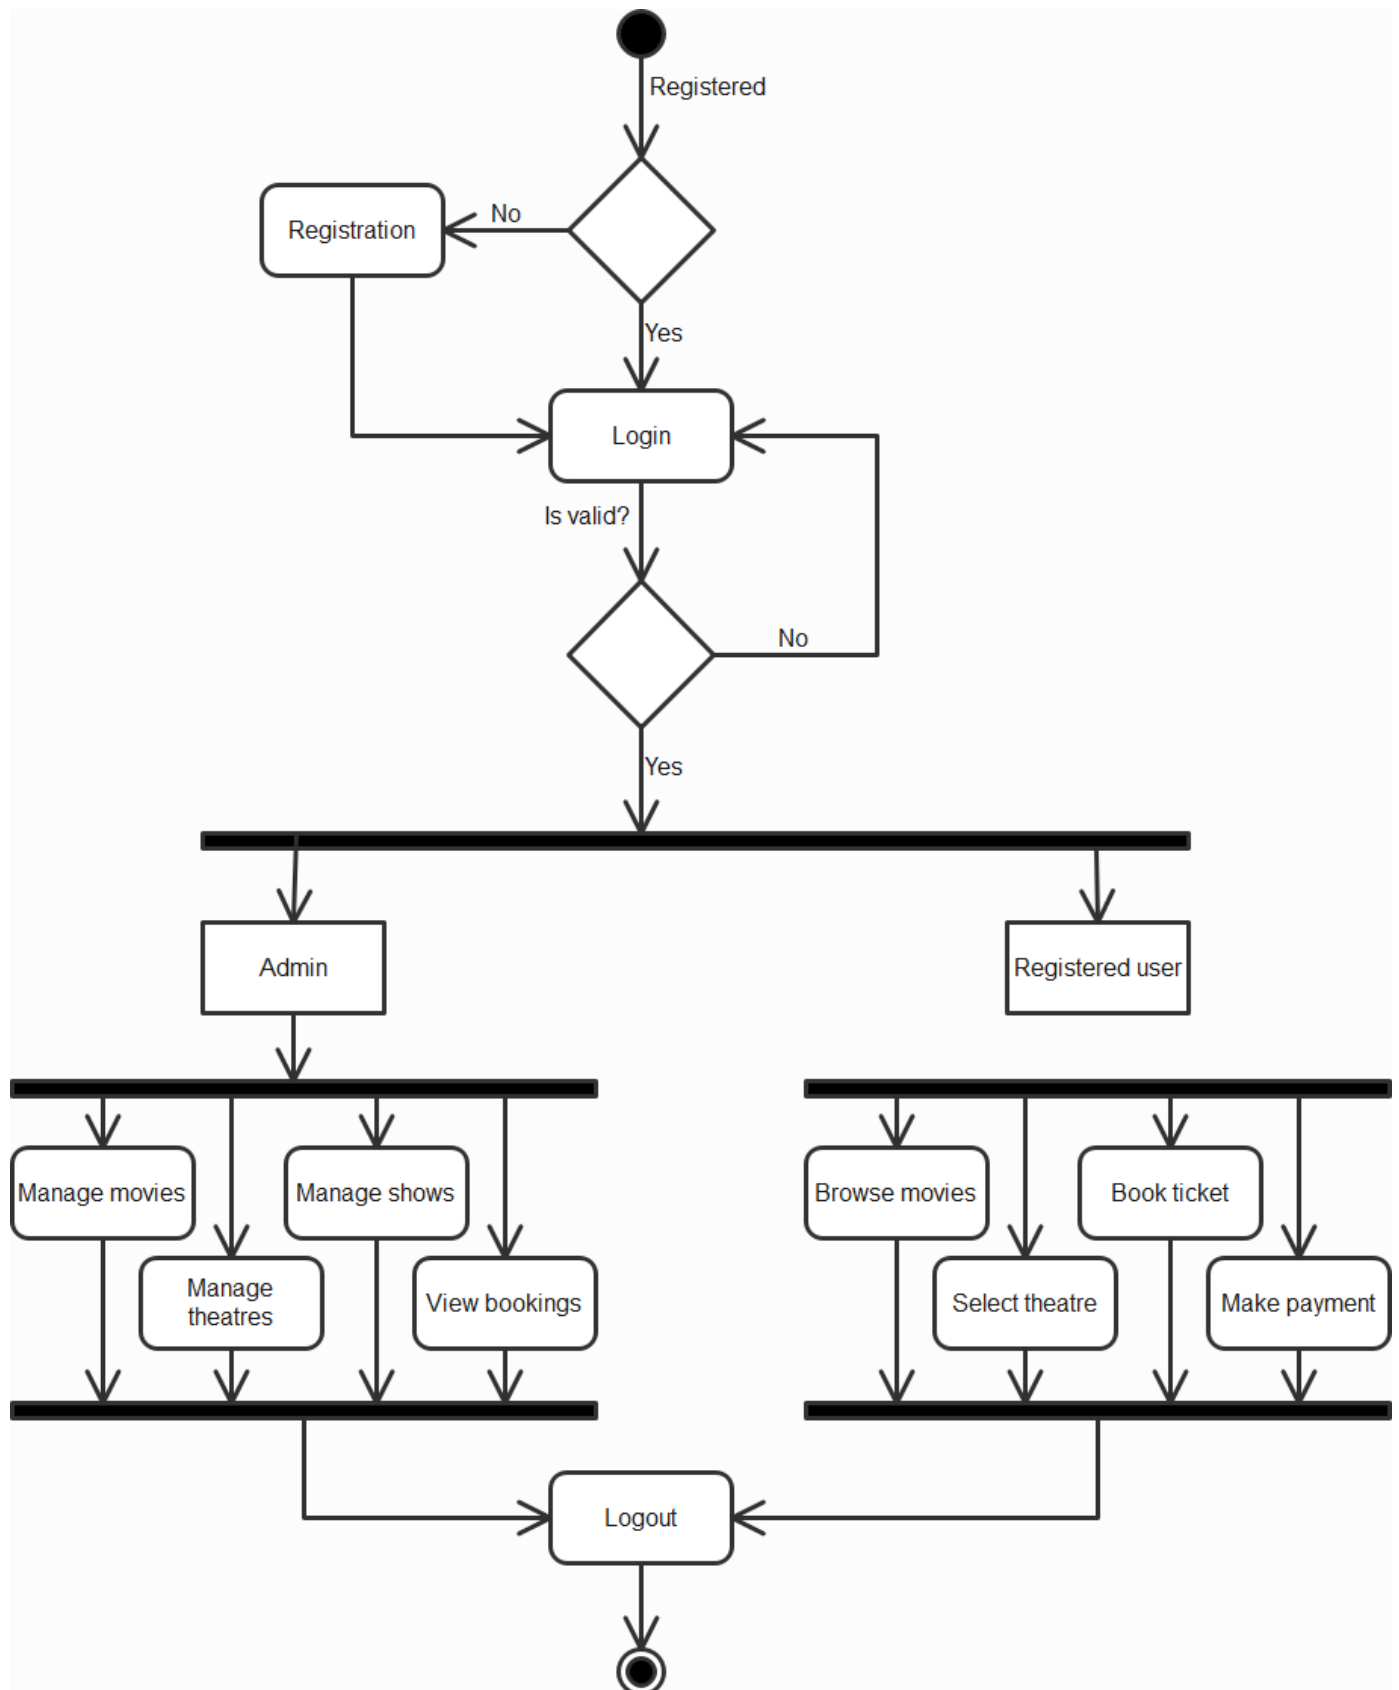 Registered
No
Registration
Yes
Login
Is valid?
No
Yes
Admin
Registered user
Manage movies
Manage shows
Browse movies
Book ticket
Manage
theatres
View bookings
Select theatre
Make payment
Logout